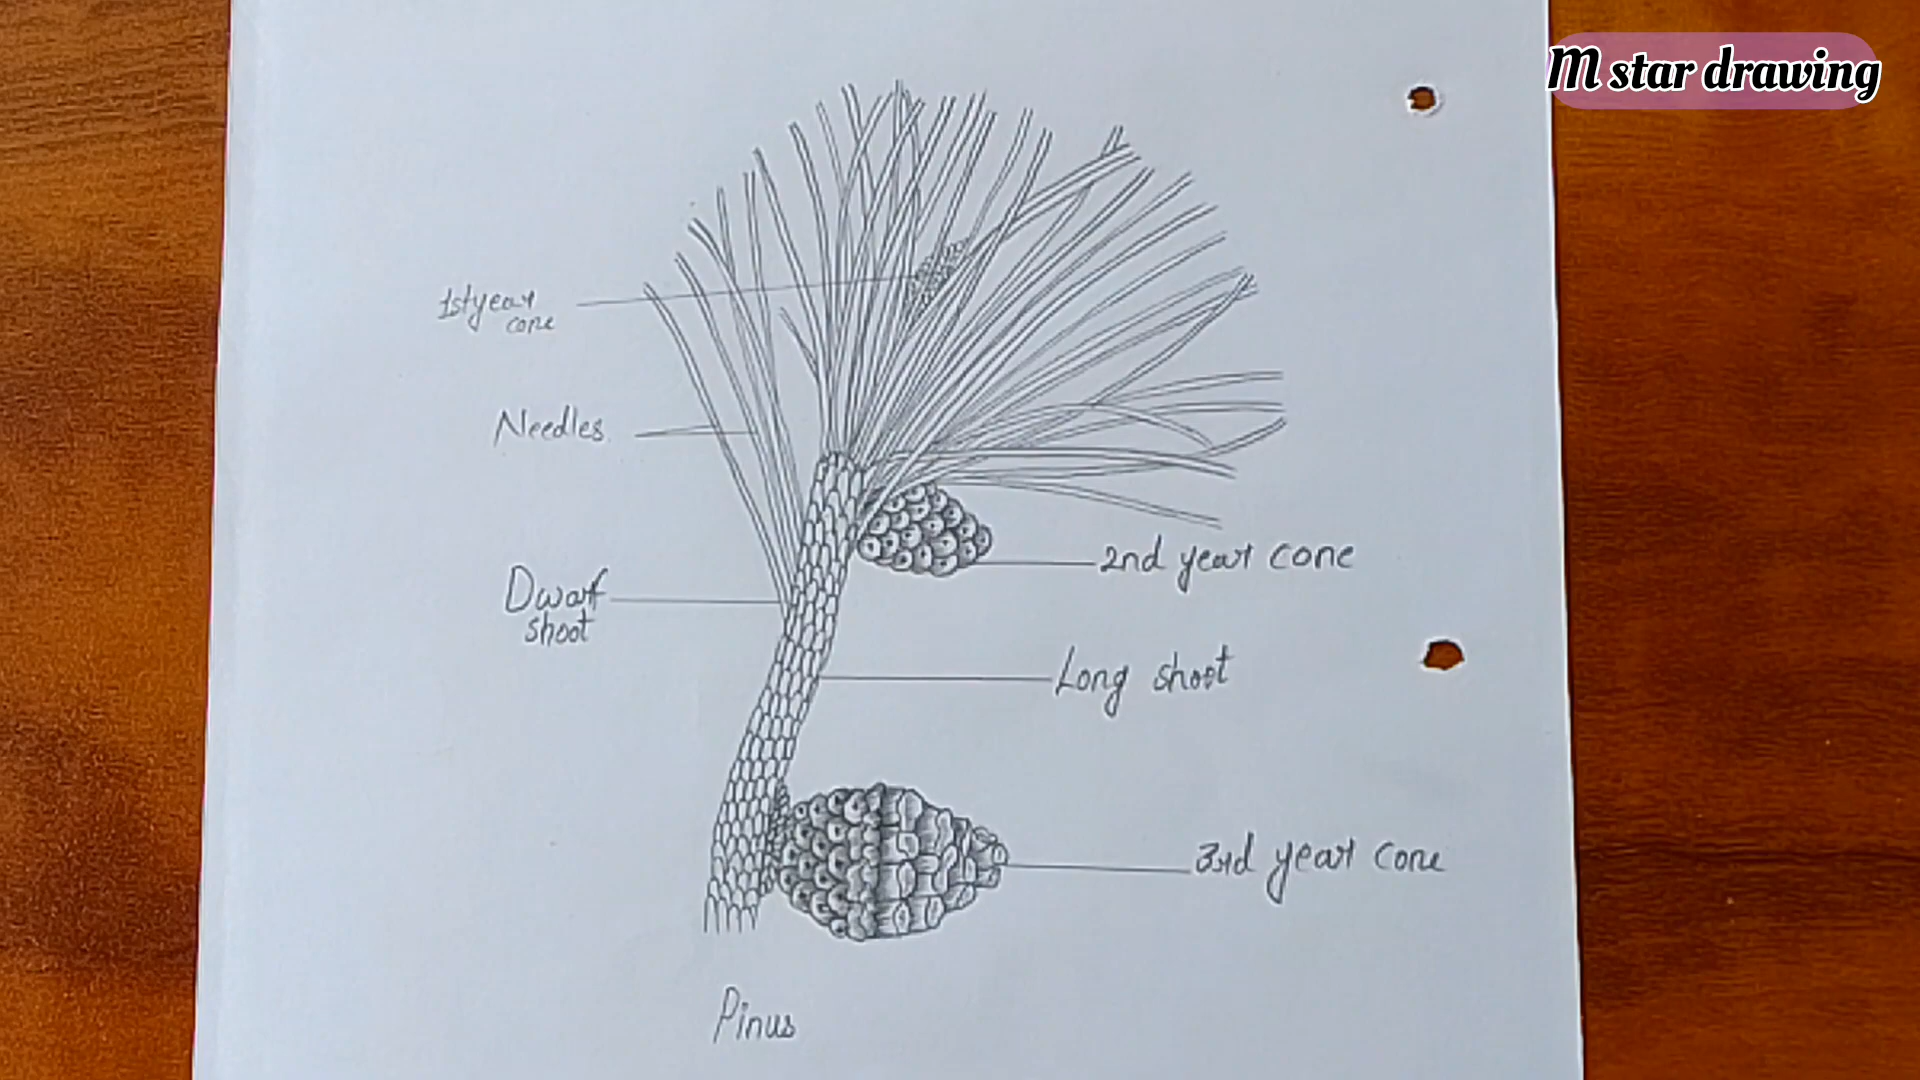 M star drawing
1st year
cone
Needles
Dwarf
shoot
2nd year cone
Long shoot
3rd year cone
Pinus